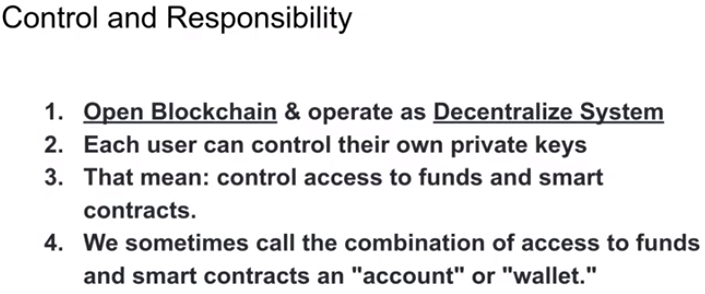 Control and Responsibility
1. Open Blockchain & operate as Decentralize System
2. Each user can control their own private keys
3. That mean: control access to funds and smart
contracts.
4. We sometimes call the combination of access to funds
and smart contracts an "account" or "wallet."